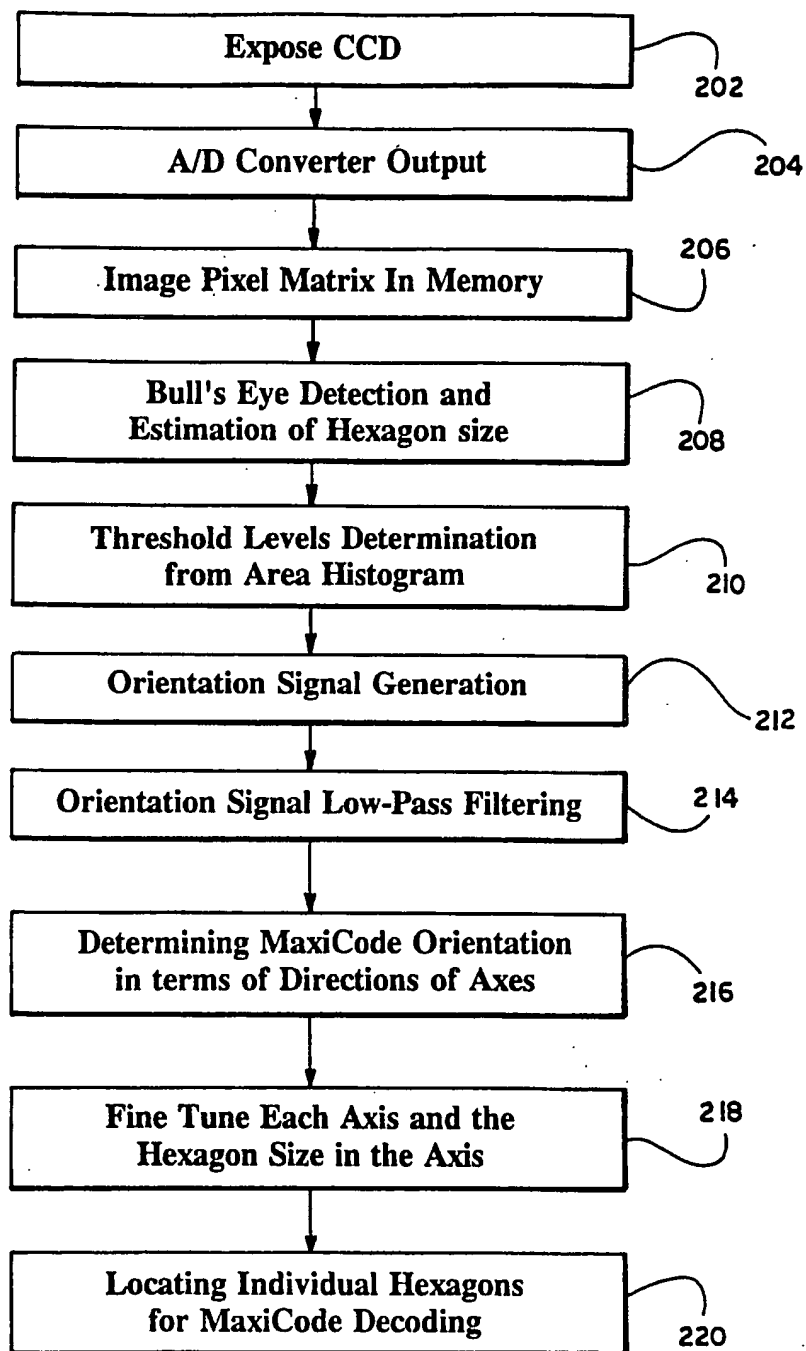 Expose CCD
202
A/D Converter Output
204
Image Pixel Matrix In Memory
206
Bull's Eye Detection and
Estimation of Hexagon size
208
Threshold Levels Determination
from Area Histogram
210
Orientation Signal Generation
212
Orientation Signal Low-Pass Filtering
214
Determining MaxiCode Orientation
in terms of Directions of Axes
216
Fine Tune Each Axis and the
Hexagon Size in the Axis
218
Locating Individual Hexagons
for MaxiCode Decoding
220